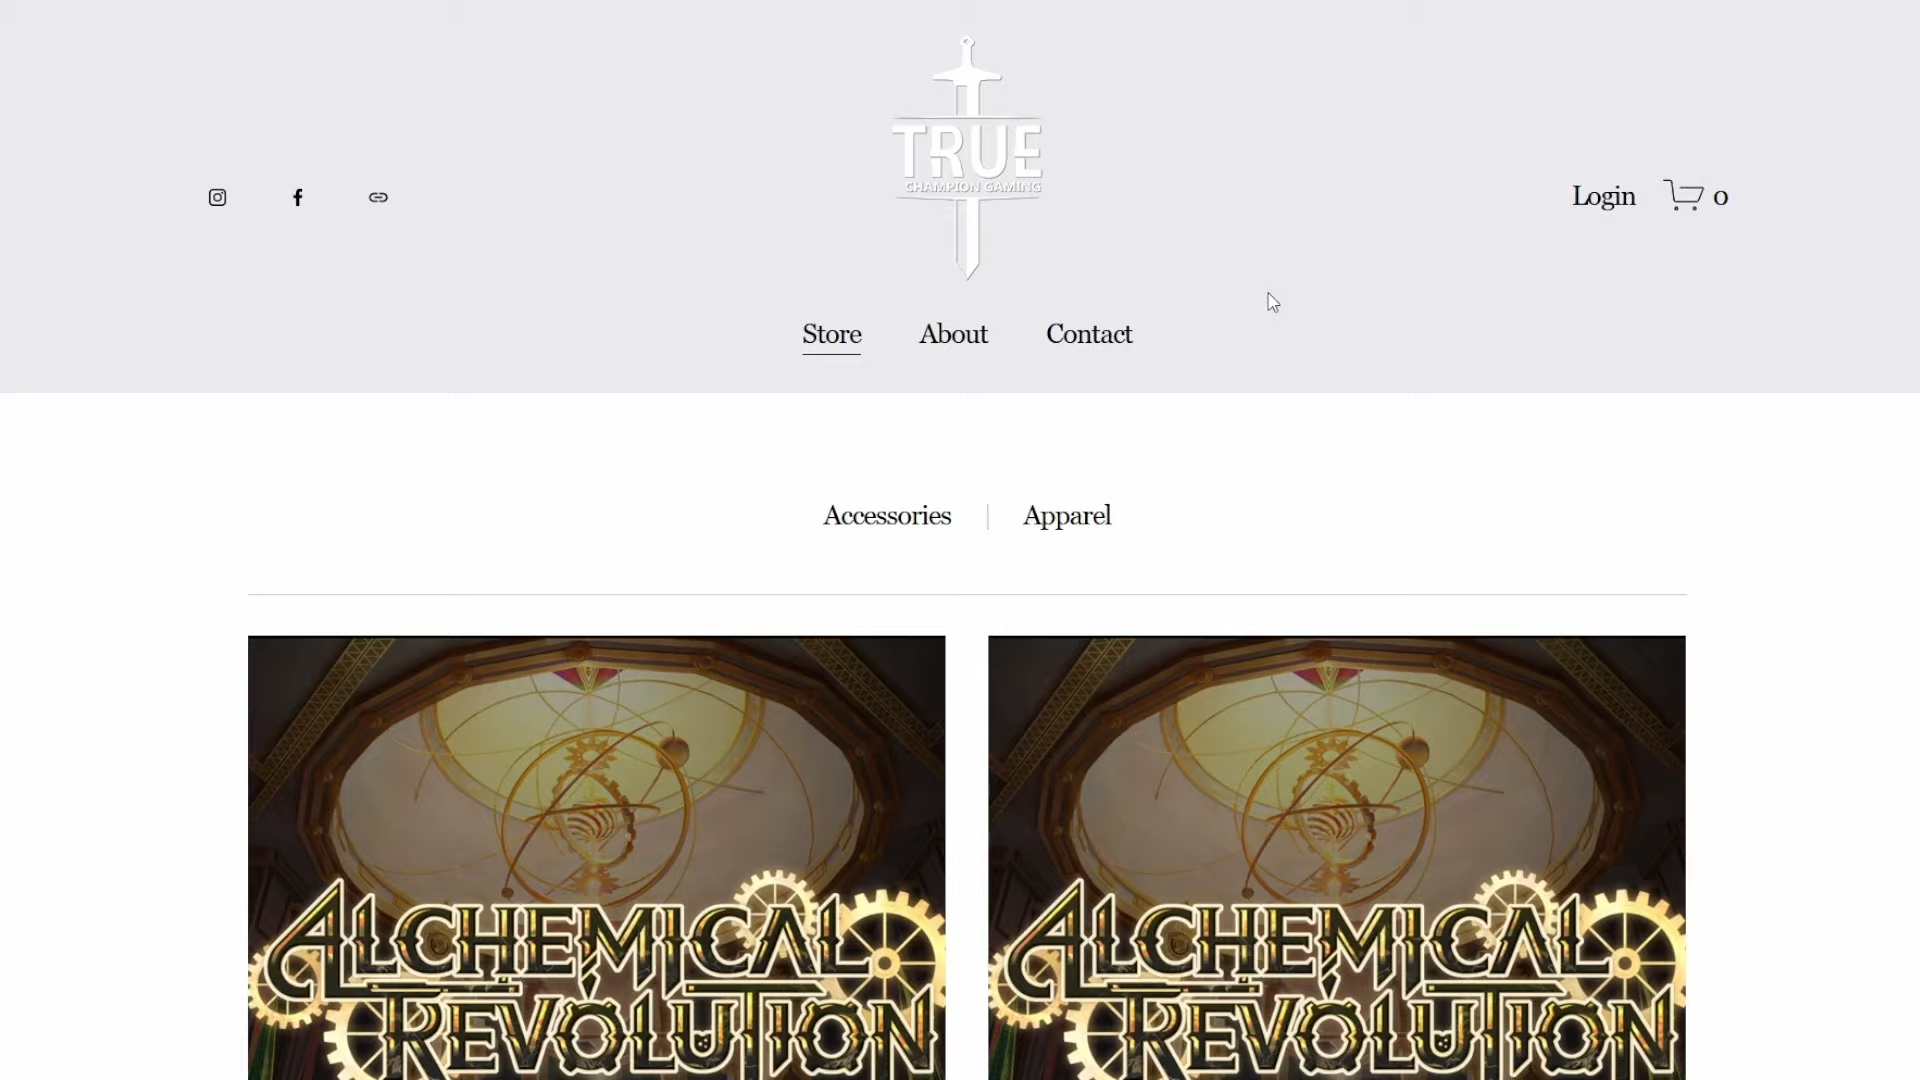 TRUE
CHAMPION GAMING
Login 0
Store About Contact
Accessories | Apparel
ALCHEMICAL
REVOLUTION
ALCHEMICAL
REVOLUTION